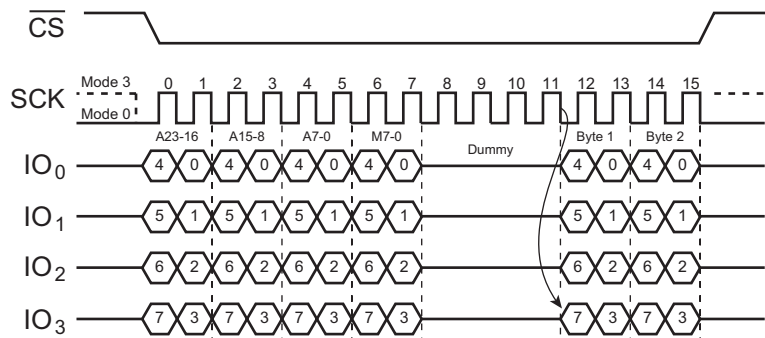 CS
Mode 3 0 1 2 3 4 5 6 7 8 9 10 11 12 13 14 15
SCK
Mode 0
A23-16 A15-8 A7-0 M7-0 Dummy Byte 1 Byte 2
IO0 4 0 4 0 4 0 4 0 4 0 4 0
IO1 5 1 5 1 5 1 5 1 5 1 5 1
IO2 6 2 6 2 6 2 6 2 6 2 6 2
IO3 7 3 7 3 7 3 7 3 7 3 7 3